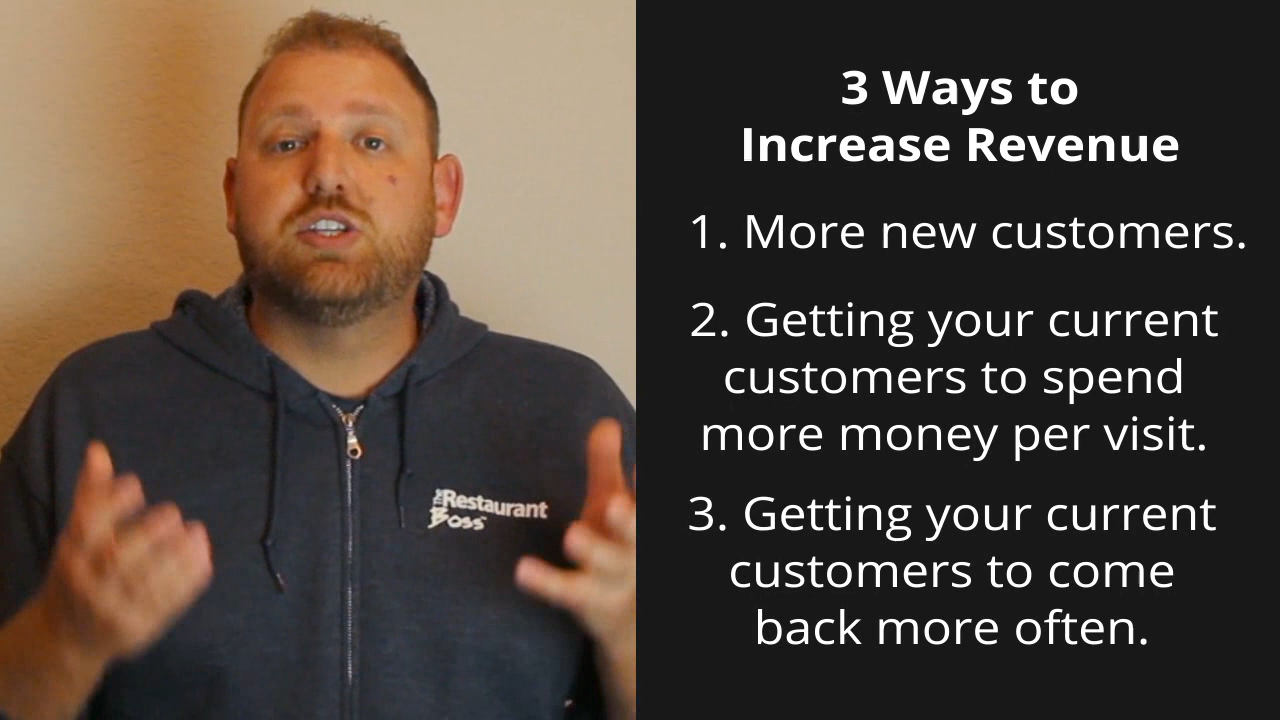 The Restaurant
Boss
3 Ways to
Increase Revenue
1. More new customers.
2. Getting your current
customers to spend
more money per visit.
3. Getting your current
customers to come
back more often.